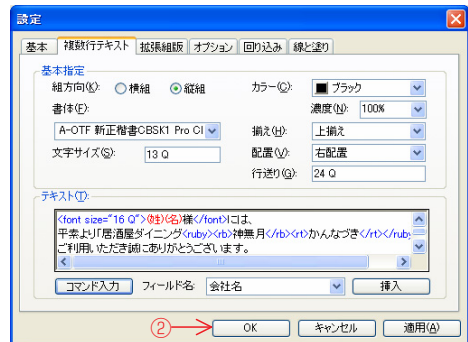 設定
基本 複数行テキスト 拡張組版 オプション 回り込み 線と塗り
基本指定
組方向(K): 横組 縦組 カラー(C): ブラック
書体(F): 濃度(N): 100%
A-OTF 新正楷書CBSK1 Pro Cl 揃え(H): 上揃え
文字サイズ(S): 13 Q 配置(V): 右配置
行送り(G): 24 Q
テキスト(T):
<font size="16 Q">(姓)(名)様</font>には、
平素より「居酒屋ダイニング<ruby><rb>神無月</rb><rt>かんなづき</rt></ruby
ご利用いただき誠にありがとうございます。
コマンド入力 フィールド名: 会社名 挿入
② OK キャンセル 適用(A)